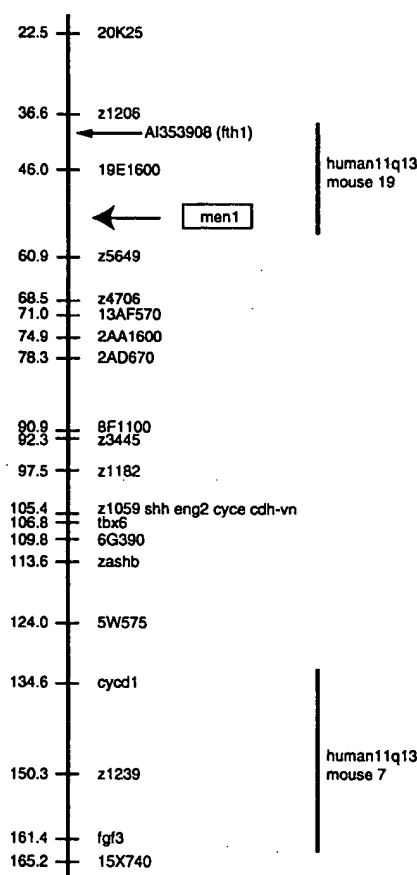 22.5 20K25
36.6 z1206
AI353908 (fth1)
46.0 19E1600
human11q13
mouse 19
men1
60.9 z5649
68.5 z4706
71.0 13AF570
74.9 2AA1600
78.3 2AD670
90.9 8F1100
92.3 z3445
97.5 z1182
105.4 z1059 shh eng2 cyce cdh-vn
106.8 tbx6
109.8 6G390
113.6 zashb
124.0 5W575
134.6 cycd1
human11q13
mouse 7
150.3 z1239
161.4 fgf3
165.2 15X740